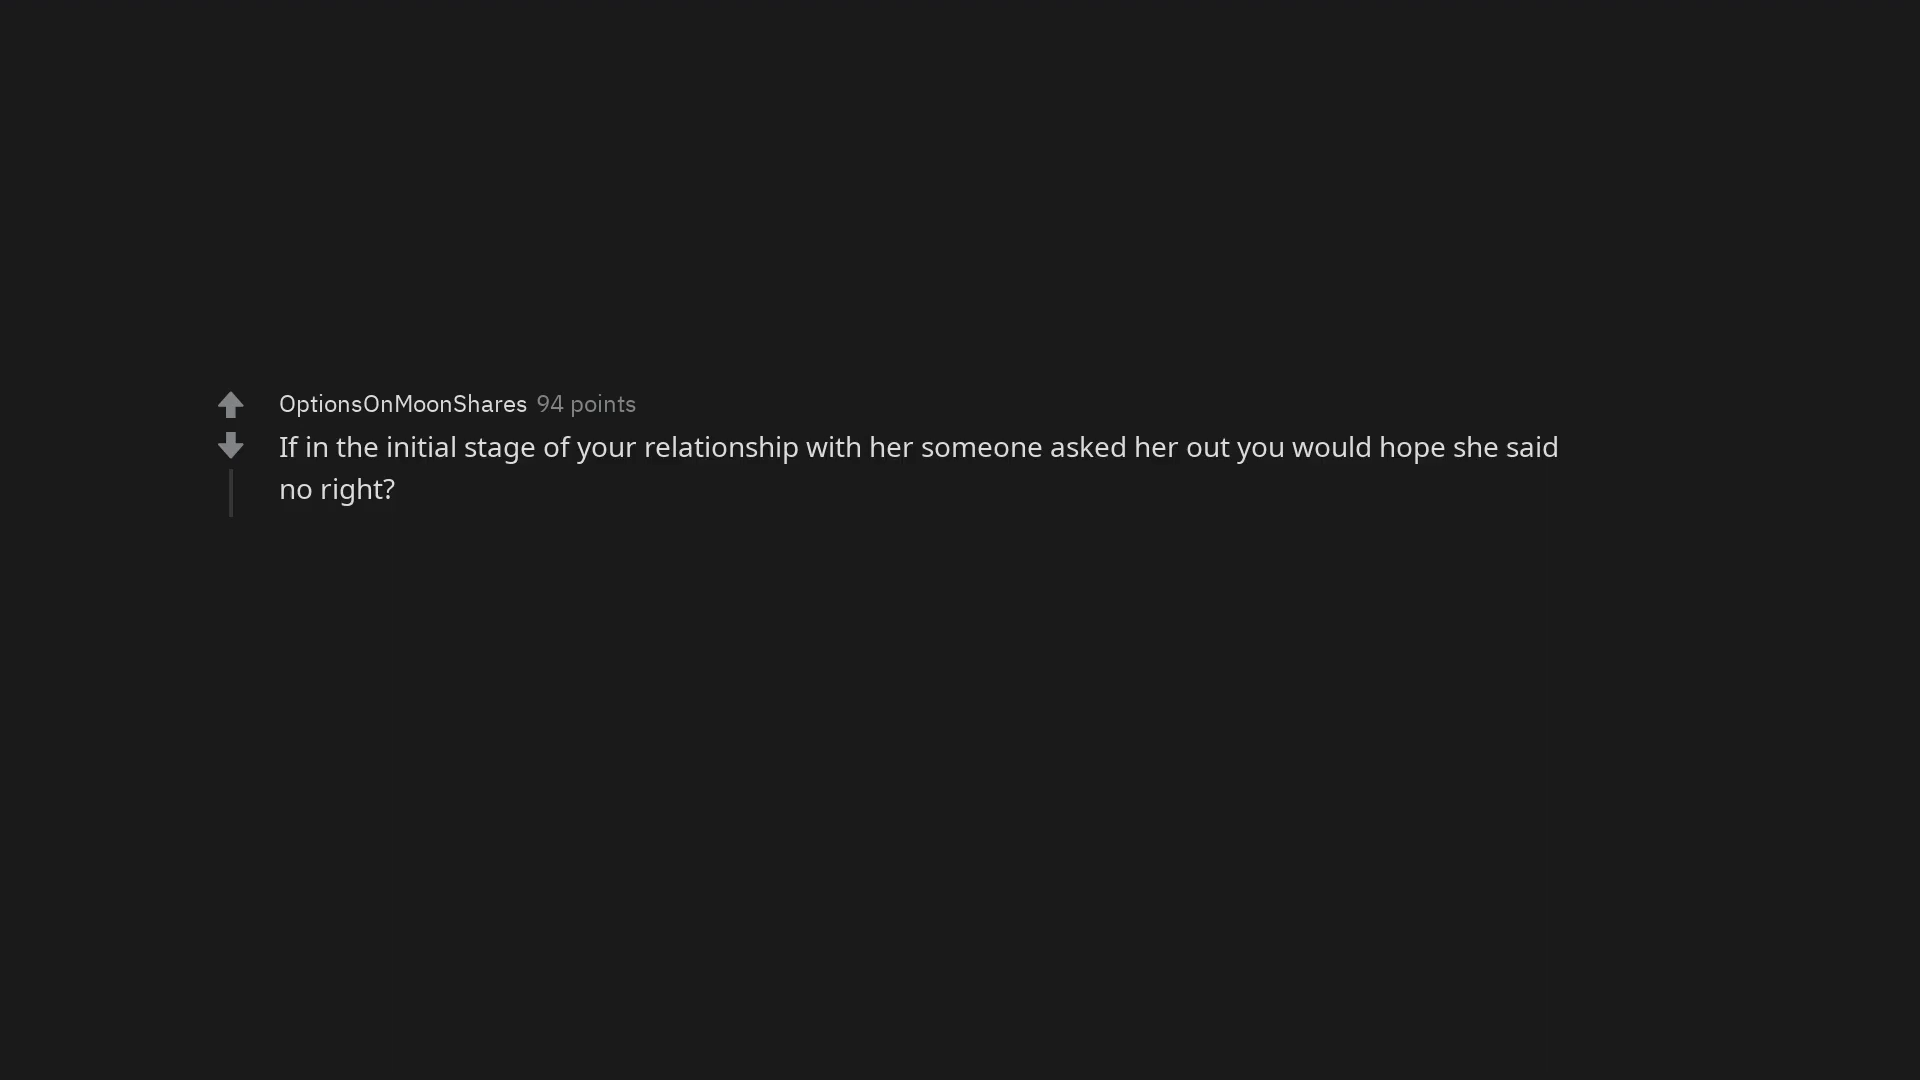 OptionsOnMoonShares 94 points
If in the initial stage of your relationship with her someone asked her out you would hope she said
no right?